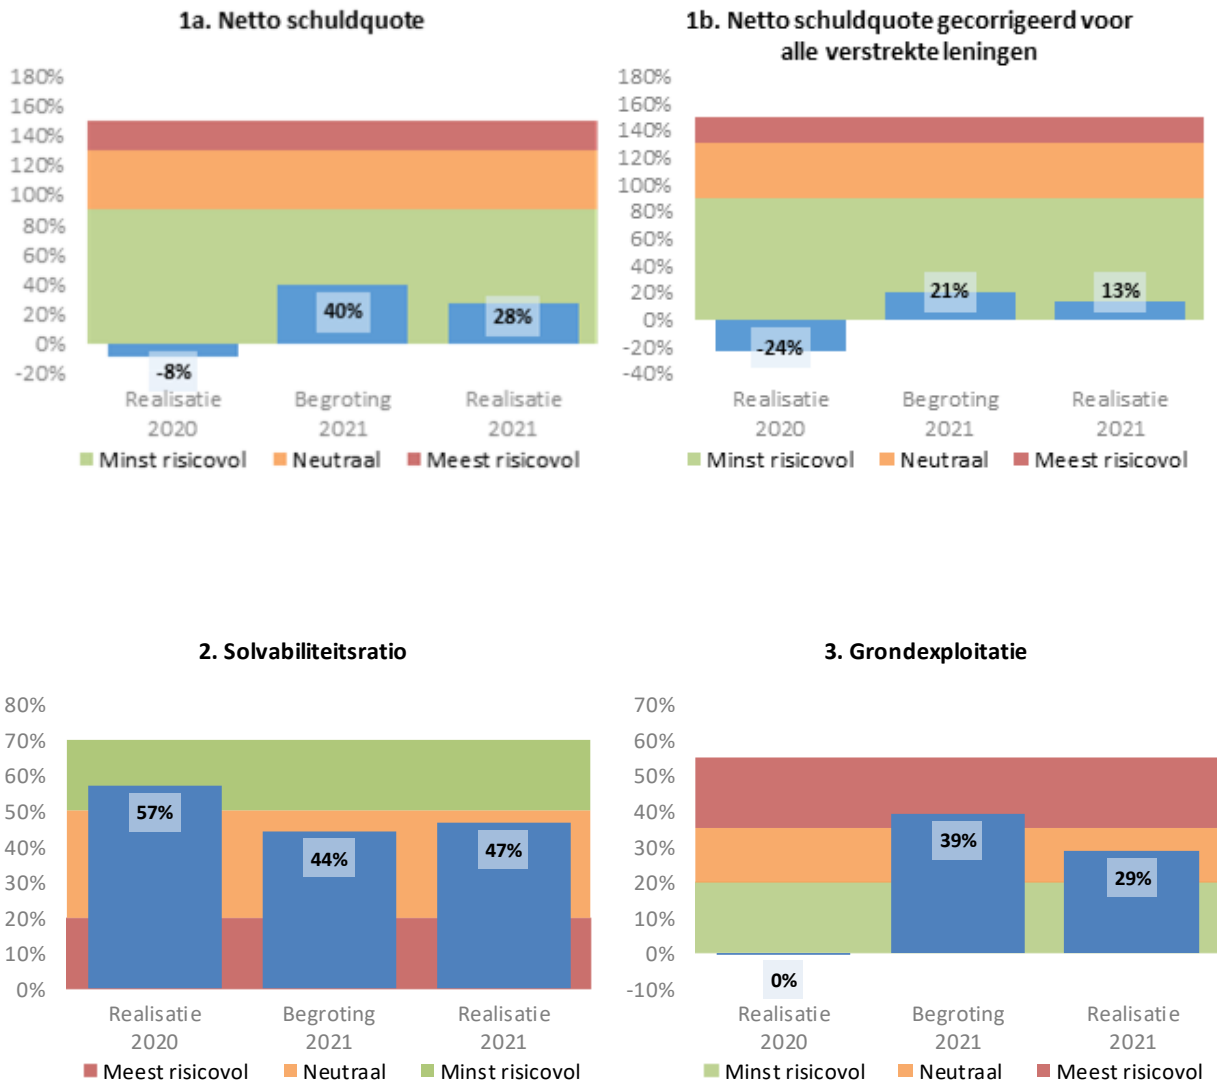 1a. Netto schuldquote
180%
160%
140%
120%
100%
80%
60%
40%
20%
0%
-20%
-8%
40%
28%
Realisatie 2020
Begroting 2021
Realisatie 2021
Minst risicovol Neutraal Meest risicovol
1b. Netto schuldquote gecorrigeerd voor
alle verstrekte leningen
180%
160%
140%
120%
100%
80%
60%
40%
20%
0%
-20%
-40%
-24%
21%
13%
Realisatie 2020
Begroting 2021
Realisatie 2021
Minst risicovol Neutraal Meest risicovol
2. Solvabiliteitsratio
80%
70%
60%
50%
40%
30%
20%
10%
0%
57%
44%
47%
Realisatie 2020
Begroting 2021
Realisatie 2021
Meest risicovol Neutraal Minst risicovol
3. Grondexploitatie
70%
60%
50%
40%
30%
20%
10%
0%
-10%
0%
39%
29%
Realisatie 2020
Begroting 2021
Realisatie 2021
Minst risicovol Neutraal Meest risicovol